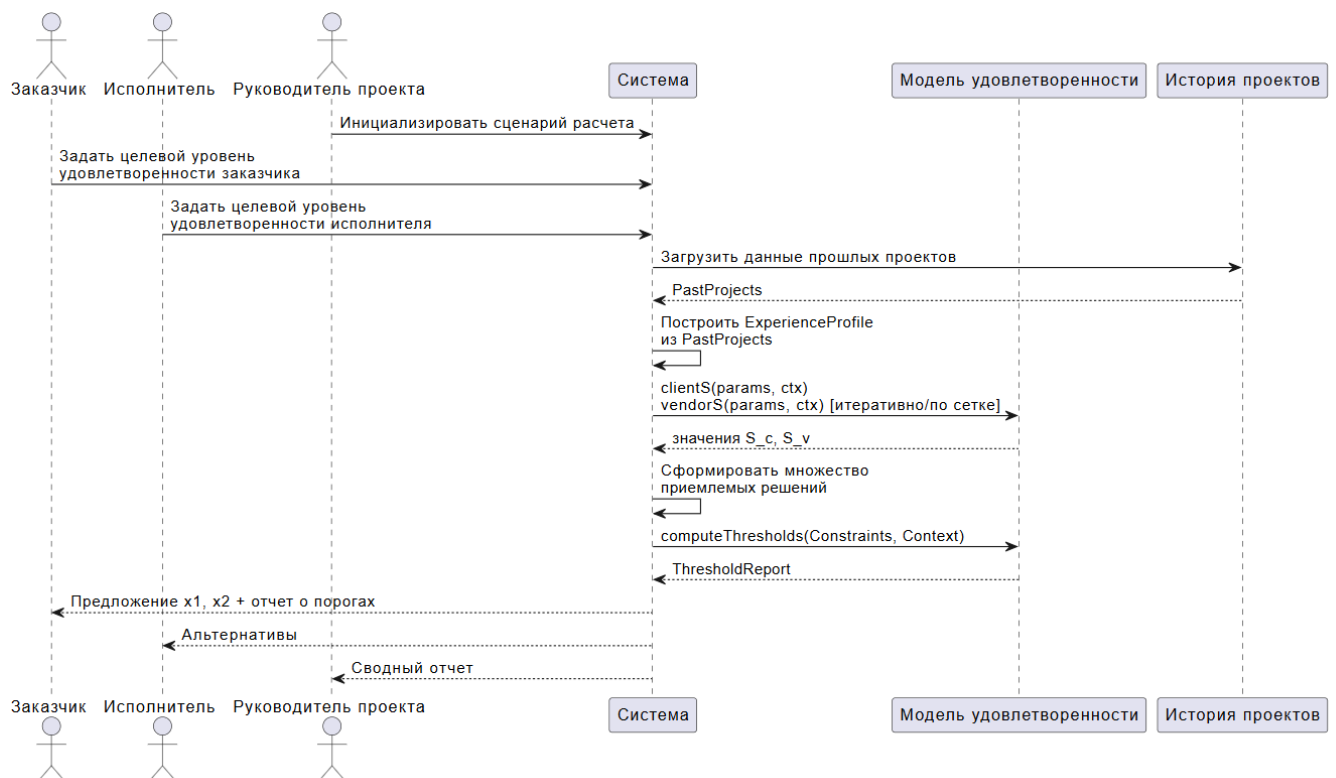 Заказчик Исполнитель Руководитель проекта Система Модель удовлетворенности История проектов
Инициализировать сценарий расчета
Задать целевой уровень
удовлетворенности заказчика
Задать целевой уровень
удовлетворенности исполнителя
Загрузить данные прошлых проектов
PastProjects
Построить ExperienceProfile
из PastProjects
clientS(params, ctx)
vendorS(params, ctx) [итеративно/по сетке]
значения S_c, S_v
Сформировать множество
приемлемых решений
computeThresholds(Constraints, Context)
ThresholdReport
Предложение x1, x2 + отчет о порогах
Альтернативы
Сводный отчет
Заказчик Исполнитель Руководитель проекта Система Модель удовлетворенности История проектов